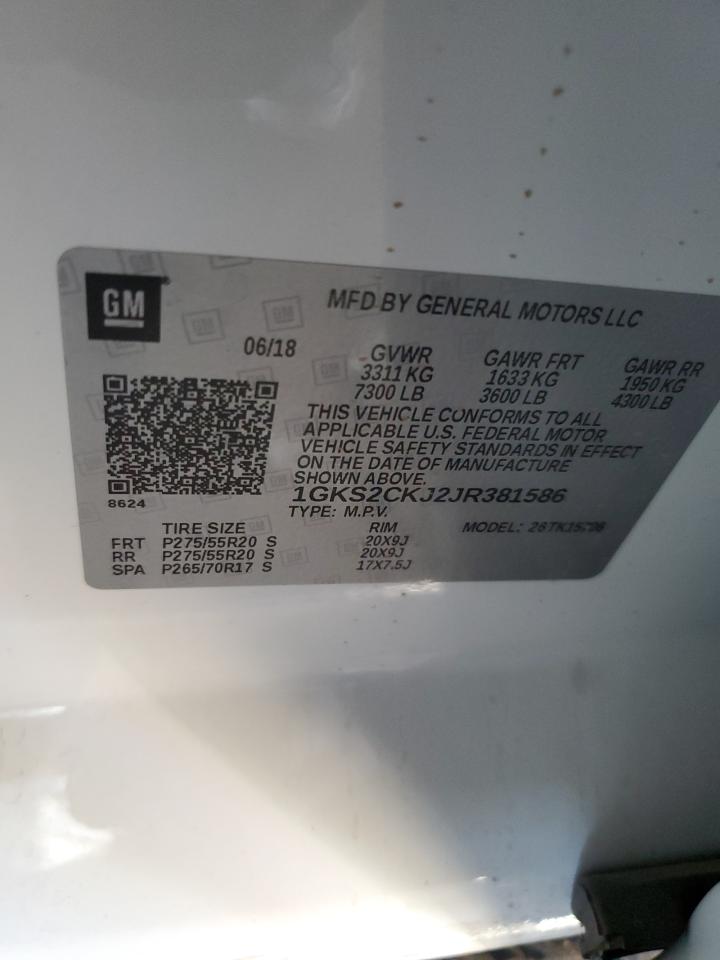 GM
MFD BY GENERAL MOTORS LLC
06/18
GVWR GAWR FRT GAWR RR
3311 KG 1633 KG 1950 KG
7300 LB 3600 LB 4300 LB
THIS VEHICLE CONFORMS TO ALL
APPLICABLE U.S. FEDERAL MOTOR
VEHICLE SAFETY STANDARDS IN EFFECT
ON THE DATE OF MANUFACTURE
SHOWN ABOVE.
1GKS2CKJ2JR381586
8624
TYPE: M.P.V.
TIRE SIZE RIM MODEL:
FRT P275/55R20 S 20X9J
RR P275/55R20 S 20X9J
SPA P265/70R17 S 17X7.5J